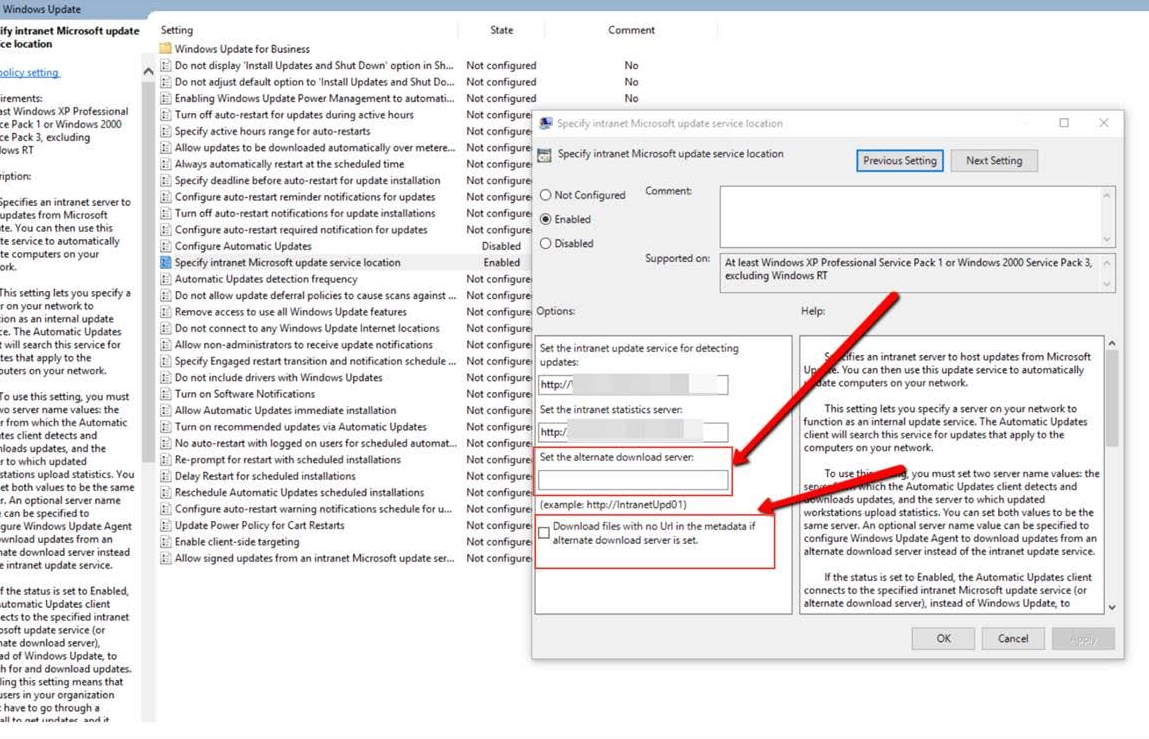 Windows Update
ify intranet Microsoft update
ce location
policy setting
irements:
ast Windows XP Professional
ce Pack 1 or Windows 2000
ce Pack 3, excluding
ows RT
ription:
Specifies an intranet server to
updates from Microsoft
te. You can then use this
te service to automatically
te computers on your
ork.
This setting lets you specify a
r on your network to
ion as an internal update
ce. The Automatic Updates
t will search this service for
tes that apply to the
puters on your network.
To use this setting, you must
wo server name values: the
r from which the Automatic
tes client detects and
nloads updates, and the
r to which updated
stations upload statistics. You
et both values to be the same
r. An optional server name
can be specified to
gure Windows Update Agent
ownload updates from an
nate download server instead
e intranet update service.
f the status is set to Enabled,
utomatic Updates client
ects to the specified intranet
osoft update service (or
nate download server),
ad of Windows Update, to
h for and download updates.
ling this setting means that
users in your organization
have to go through a
all to get updates, and it
Setting State Comment
Windows Update for Business
Do not display 'Install Updates and Shut Down' option in Sh... Not configured No
Do not adjust default option to 'Install Updates and Shut Do... Not configured No
Enabling Windows Update Power Management to automati... Not configured No
Turn off auto-restart for updates during active hours Not configure
Specify active hours range for auto-restarts Not configure
Allow updates to be downloaded automatically over metere... Not configure
Always automatically restart at the scheduled time Not configure
Specify deadline before auto-restart for update installation Not configure
Configure auto-restart reminder notifications for updates Not configure
Turn off auto-restart notifications for update installations Not configure
Configure auto-restart required notification for updates Not configure
Configure Automatic Updates Disabled
Specify intranet Microsoft update service location Enabled
Automatic Updates detection frequency Not configure
Do not allow update deferral policies to cause scans against ... Not configure
Remove access to use all Windows Update features Not configure
Do not connect to any Windows Update Internet locations Not configure
Allow non-administrators to receive update notifications Not configure
Specify Engaged restart transition and notification schedule ... Not configure
Do not include drivers with Windows Updates Not configure
Turn on Software Notifications Not configure
Allow Automatic Updates immediate installation Not configure
Turn on recommended updates via Automatic Updates Not configure
No auto-restart with logged on users for scheduled automat... Not configure
Re-prompt for restart with scheduled installations Not configure
Delay Restart for scheduled installations Not configure
Reschedule Automatic Updates scheduled installations Not configure
Configure auto-restart warning notifications schedule for u... Not configure
Update Power Policy for Cart Restarts Not configure
Enable client-side targeting Not configure
Allow signed updates from an intranet Microsoft update ser... Not configure
Specify intranet Microsoft update service location
Specify intranet Microsoft update service location
Previous Setting Next Setting
Not Configured
Enabled
Disabled
Comment:
Supported on:
At least Windows XP Professional Service Pack 1 or Windows 2000 Service Pack 3,
excluding Windows RT
Options:
Help:
Set the intranet update service for detecting
updates:
http://
Set the intranet statistics server:
http:/
Set the alternate download server:
(example: http://IntranetUpd01)
Download files with no Url in the metadata if
alternate download server is set.
Specifies an intranet server to host updates from Microsoft
Update. You can then use this update service to automatically
update computers on your network.
This setting lets you specify a server on your network to
function as an internal update service. The Automatic Updates
client will search this service for updates that apply to the
computers on your network.
To use this setting, you must set two server name values: the
server from which the Automatic Updates client detects and
downloads updates, and the server to which updated
workstations upload statistics. You can set both values to be the
same server. An optional server name value can be specified to
configure Windows Update Agent to download updates from an
alternate download server instead of the intranet update service.
If the status is set to Enabled, the Automatic Updates client
connects to the specified intranet Microsoft update service (or
alternate download server), instead of Windows Update, to
OK Cancel Apply